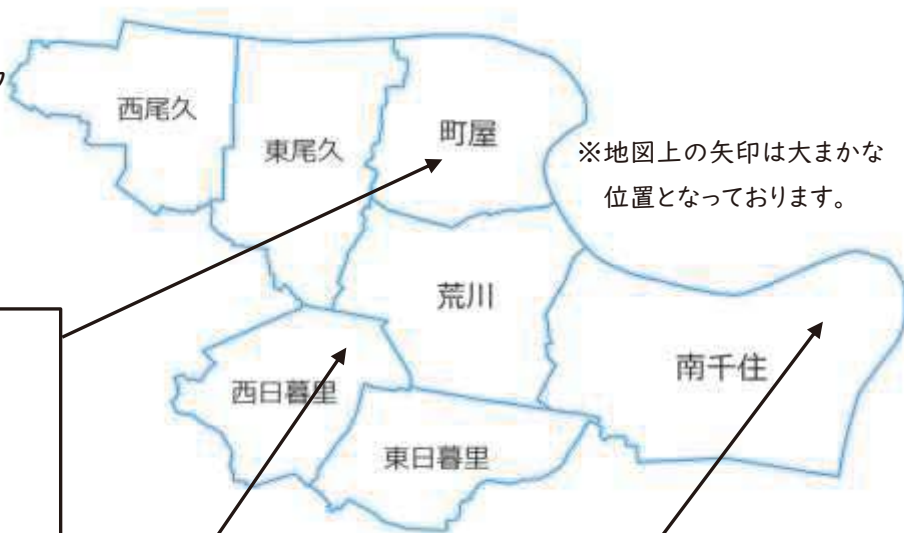 西尾久
東尾久
町屋
※地図上の矢印は大まかな
位置となっております。
荒川
南千住
西日暮里
東日暮里